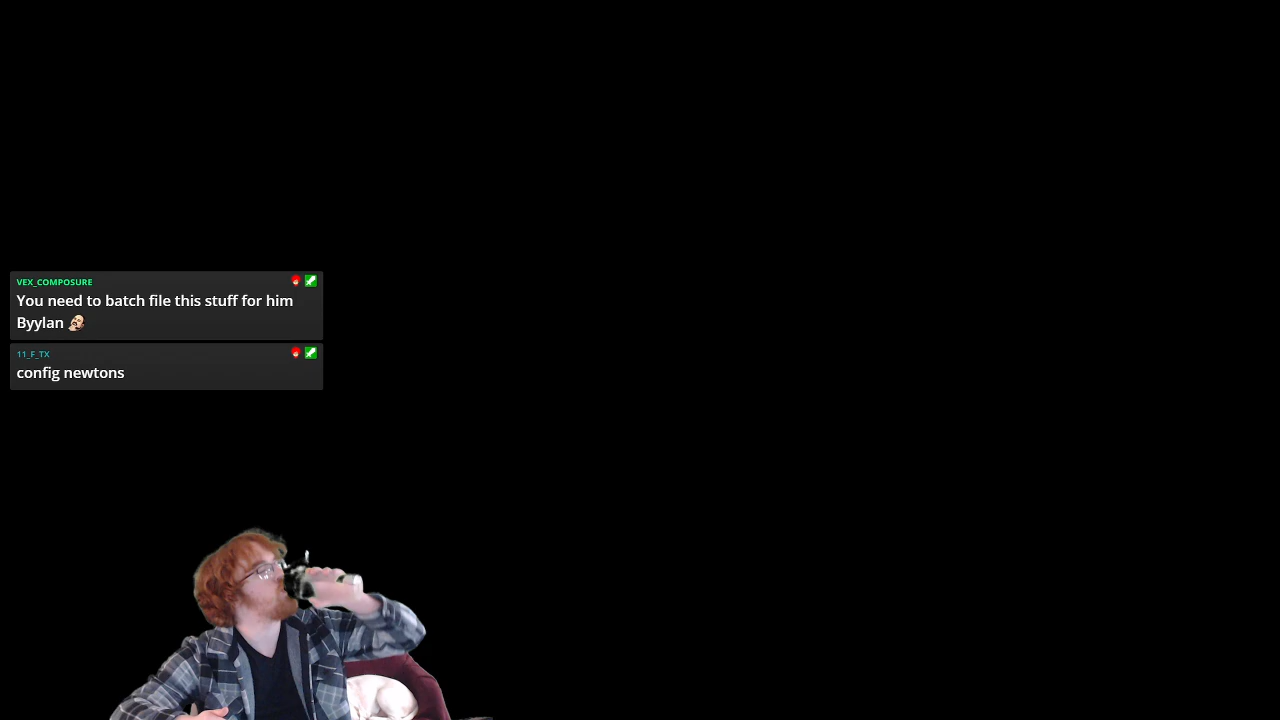 VEX_COMPOSURE
You need to batch file this stuff for him
Byylan
11_F_TX
config newtons